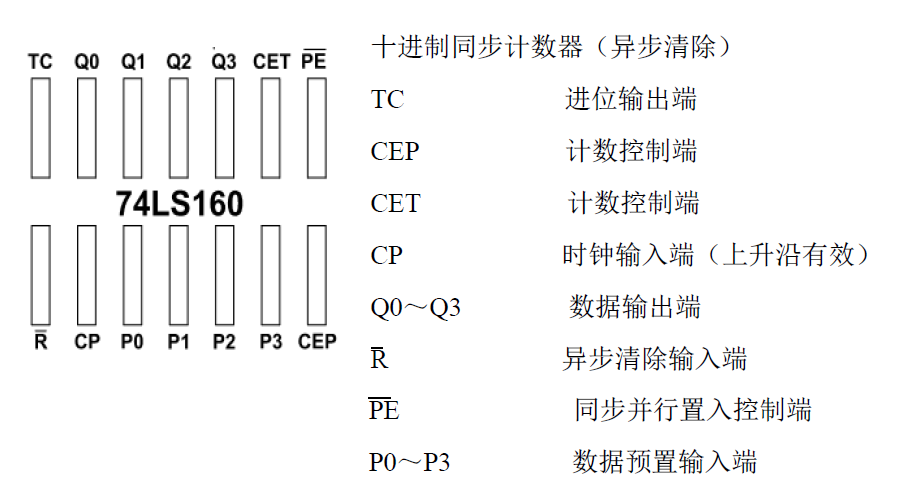 TC Q0 Q1 Q2 Q3 CET P̅E̅
74LS160
R̅ CP P0 P1 P2 P3 CEP
十进制同步计数器（异步清除）
TC 进位输出端
CEP 计数控制端
CET 计数控制端
CP 时钟输入端（上升沿有效）
Q0～Q3 数据输出端
R̅ 异步清除输入端
P̅E̅ 同步并行置入控制端
P0～P3 数据预置输入端